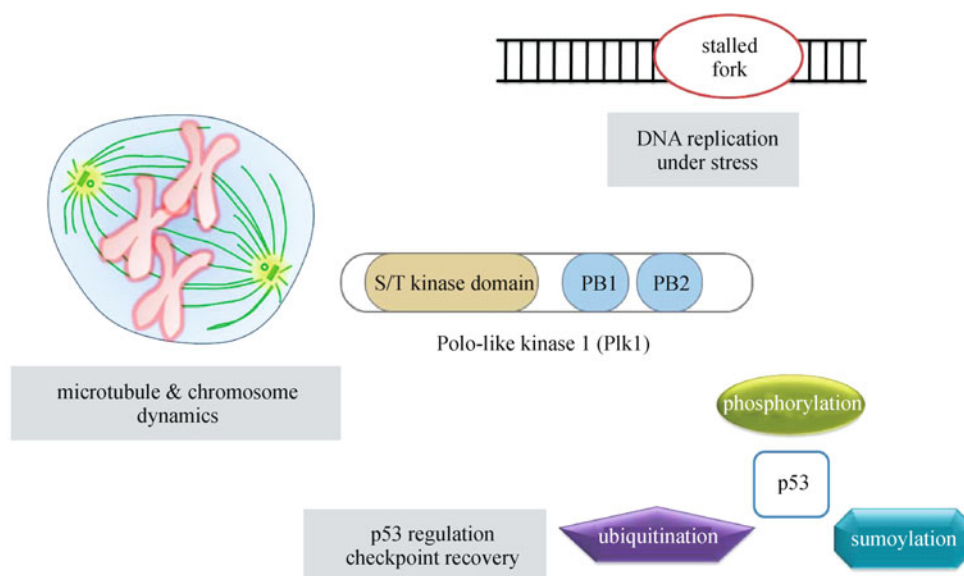 stalled
fork
DNA replication
under stress
S/T kinase domain
PB1
PB2
Polo-like kinase 1 (Plk1)
microtubule & chromosome
dynamics
phosphorylation
p53
p53 regulation
checkpoint recovery
ubiquitination
sumoylation